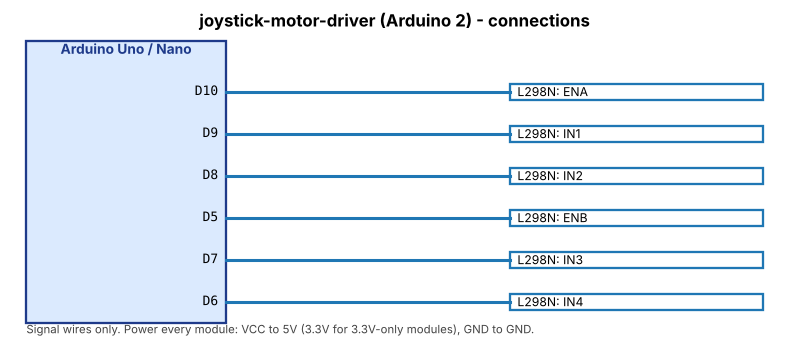 joystick-motor-driver (Arduino 2) - connections
Arduino Uno / Nano
D10 L298N: ENA
D9 L298N: IN1
D8 L298N: IN2
D5 L298N: ENB
D7 L298N: IN3
D6 L298N: IN4
Signal wires only. Power every module: VCC to 5V (3.3V for 3.3V-only modules), GND to GND.